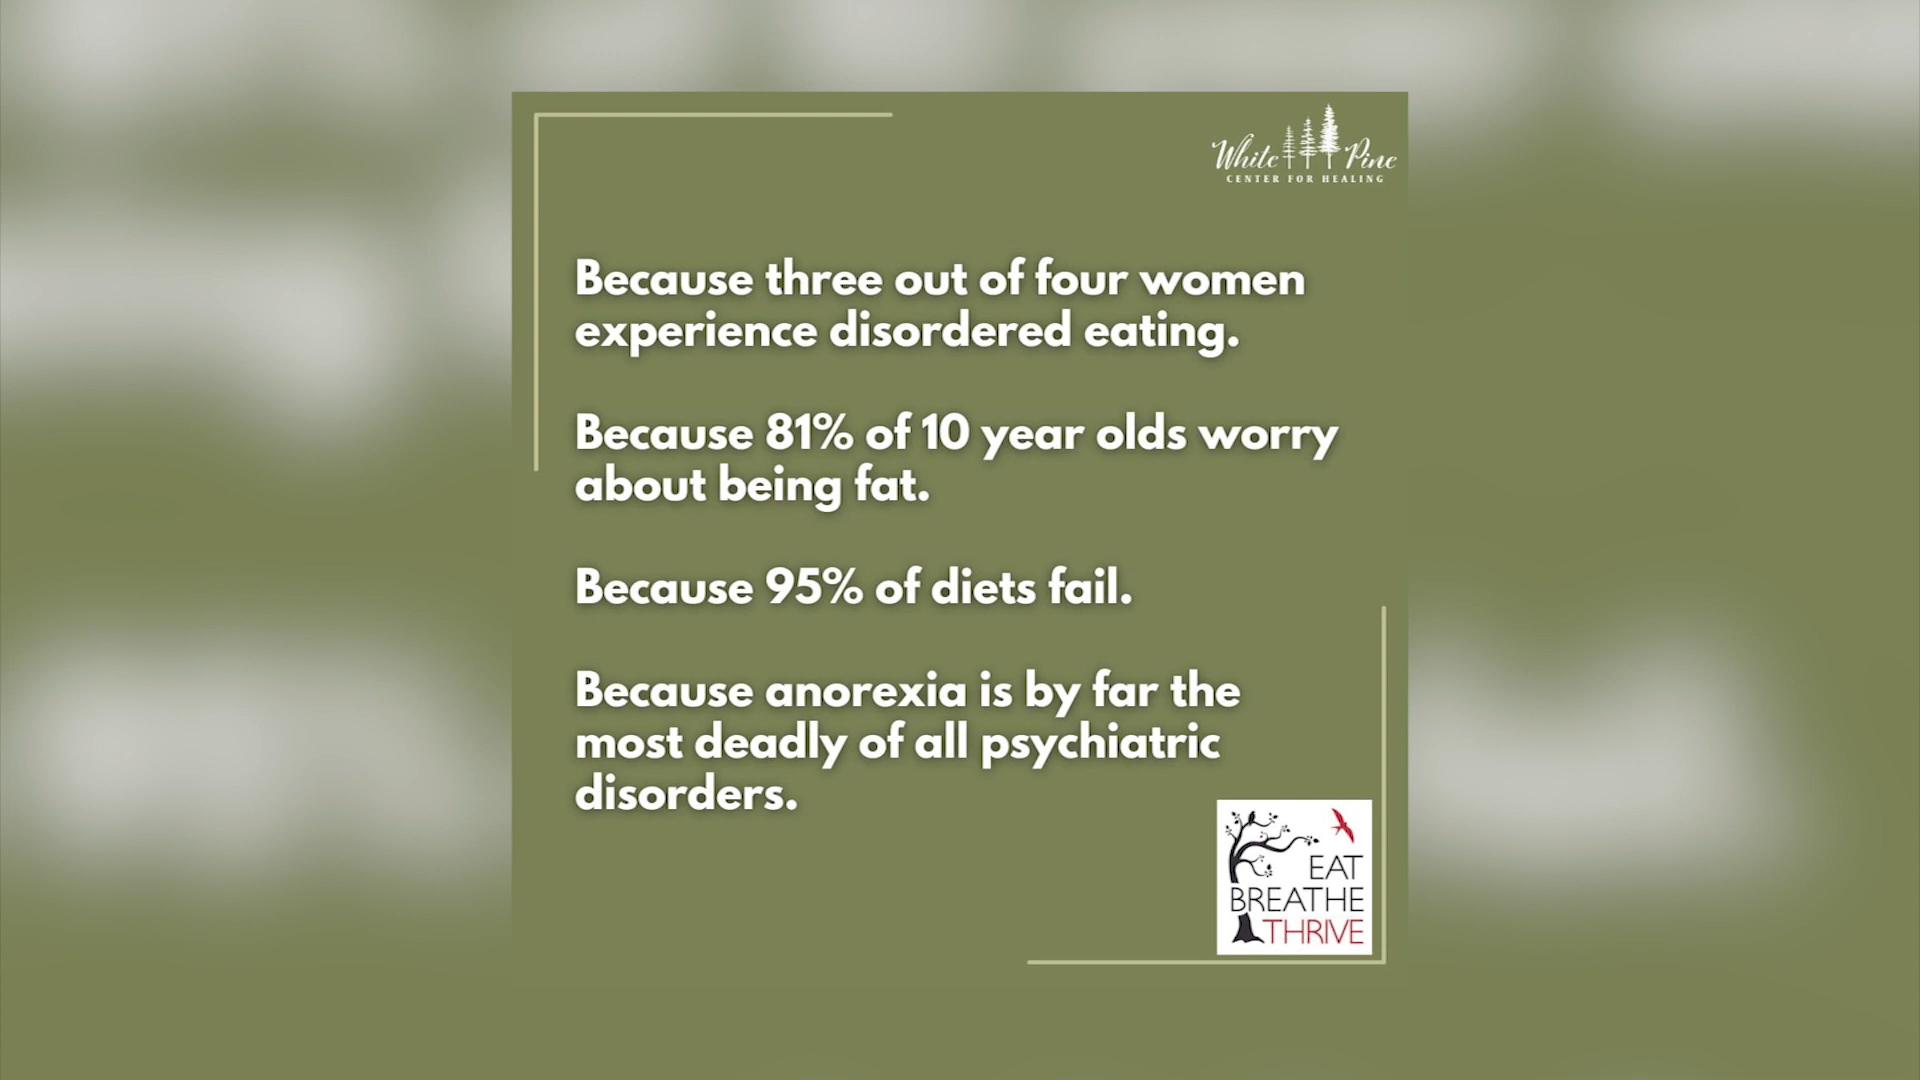 White Pine
CENTER FOR HEALING
Because three out of four women
experience disordered eating.
Because 81% of 10 year olds worry
about being fat.
Because 95% of diets fail.
Because anorexia is by far the
most deadly of all psychiatric
disorders.
EAT
BREATHE
THRIVE